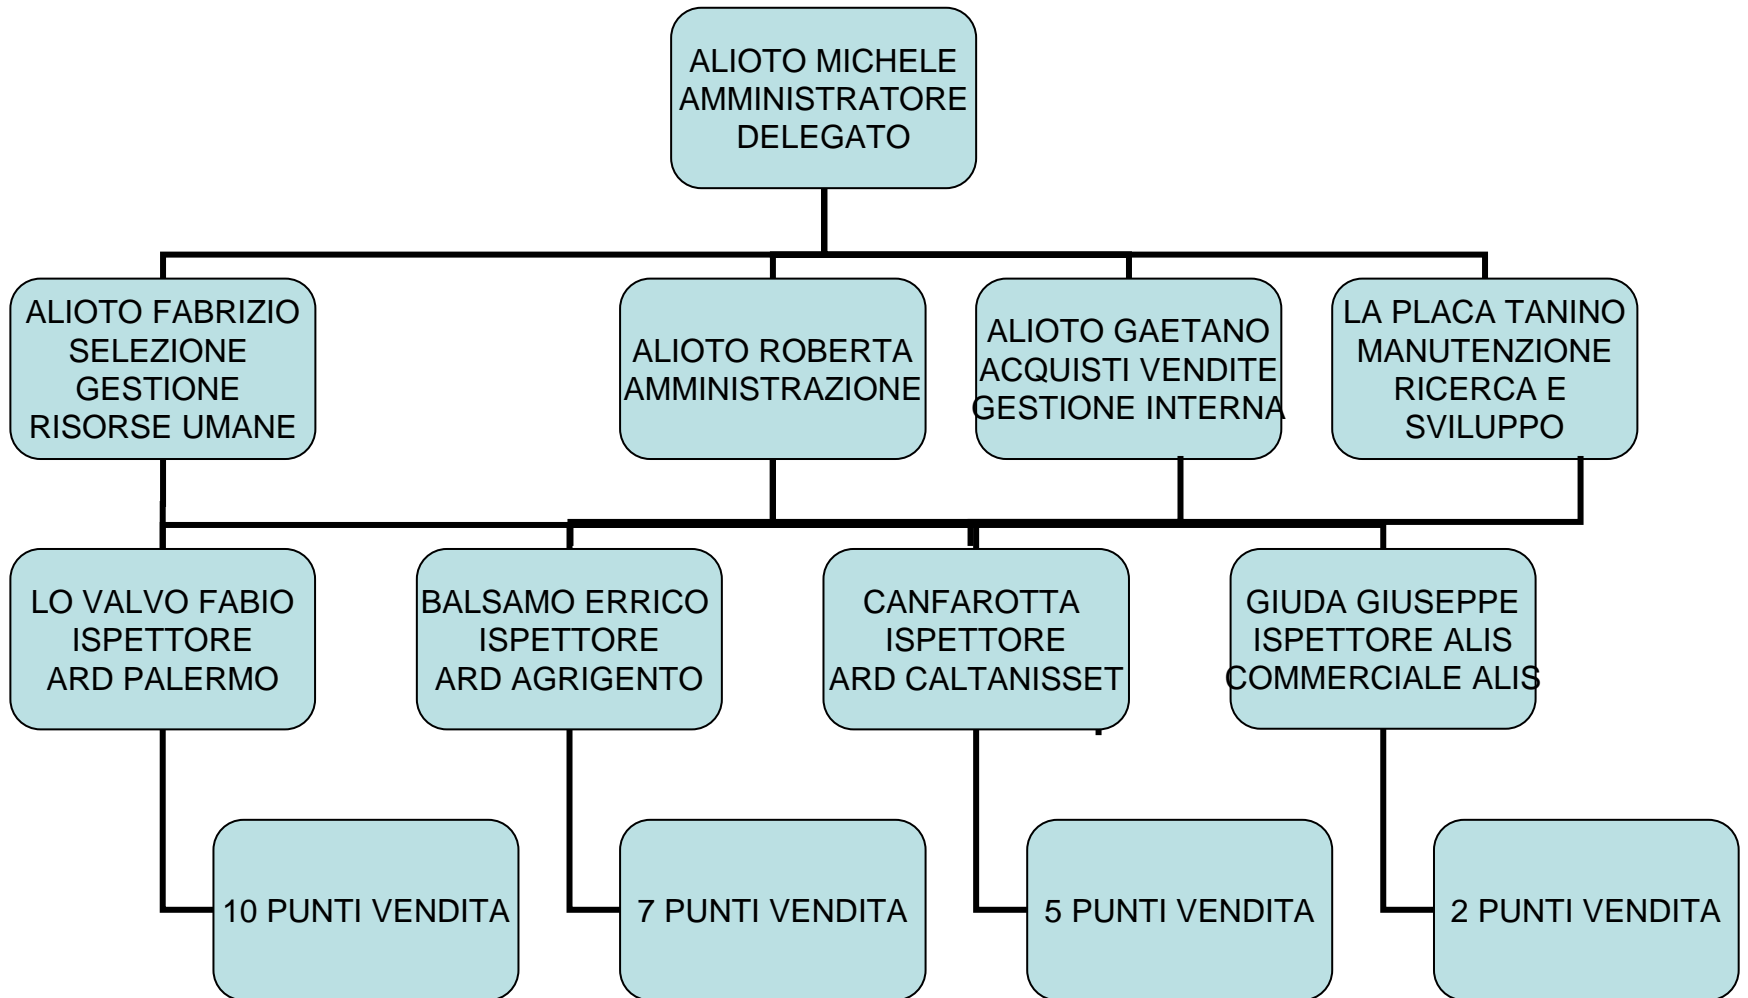 ALIOTO MICHELE
AMMINISTRATORE
DELEGATO
ALIOTO FABRIZIO
SELEZIONE
GESTIONE
RISORSE UMANE
ALIOTO ROBERTA
AMMINISTRAZIONE
ALIOTO GAETANO
ACQUISTI VENDITE
GESTIONE INTERNA
LA PLACA TANINO
MANUTENZIONE
RICERCA E
SVILUPPO
LO VALVO FABIO
ISPETTORE
ARD PALERMO
BALSAMO ERRICO
ISPETTORE
ARD AGRIGENTO
CANFAROTTA
ISPETTORE
ARD CALTANISSET
GIUDA GIUSEPPE
ISPETTORE ALIS
COMMERCIALE ALIS
10 PUNTI VENDITA
7 PUNTI VENDITA
5 PUNTI VENDITA
2 PUNTI VENDITA